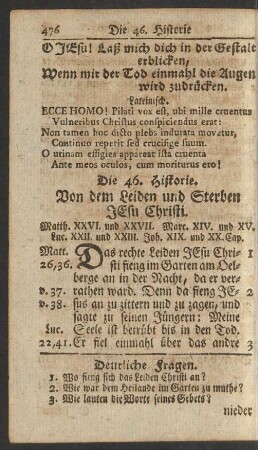 476 Die 46. Historie
O JEsu! Laß mich dich in der Gestalt
erblicken,
Wenn mir der Tod einmahl die Augen
wird zudrücken.
Lateinisch.
ECCE HOMO! Pilati vox est, ubi mille cruentus
Vulneribus Christus conspiciendus erat:
Non tamen hoc dicto plebs indurata movetur,
Continuo repetit sed crucifige suum.
O utinam effigies appareat ista cruenta
Ante meos oculos, cum moriturus ero!
Die 46. Historie.
Von dem Leiden und Sterben
JEsu Christi.
Matth. XXVI. und XXVII. Marc. XIV. und XV.
Luc. XXII. und XXIII. Joh. XIX. und XX. Cap.
Matt. Das rechte Leiden JEsu Chri- 1
26,36. sti fieng im Garten am Oel-
berge an in der Nacht, da er ver-
v. 37. rathen ward. Denn da fieng JE- 2
v. 38. sus an zu zittern und zu zagen, und
sagte zu seinen Jüngern: Meine
Luc. Seele ist betrübt bis in den Tod.
22,41. Er fiel einmahl über das andre 3
Deutliche Fragen.
1. Wo fieng sich das Leiden Christi an?
2. Wie war dem Heilande im Garten zu muthe?
3. Wie lauten die Worte seines Gebets?
nieder